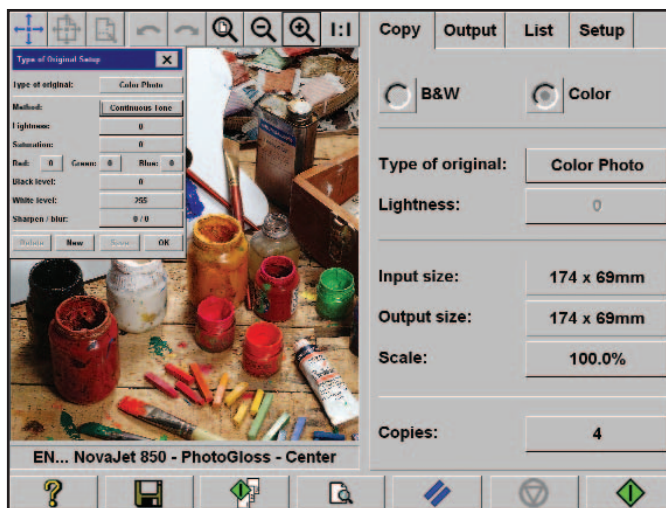 1:1
Copy Output List Setup
Type of Original Setup
Type of original: Color Photo
Method: Continuous Tone
Lightness: 0
Saturation: 0
Red: 0 Green: 0 Blue: 0
Black level: 0
White level: 255
Sharpen / blur: 0 / 0
Delete New Save OK
B&W Color
Type of original: Color Photo
Lightness: 0
Input size: 174 x 69mm
Output size: 174 x 69mm
Scale: 100.0%
Copies: 4
EN... NovaJet 850 - PhotoGloss - Center